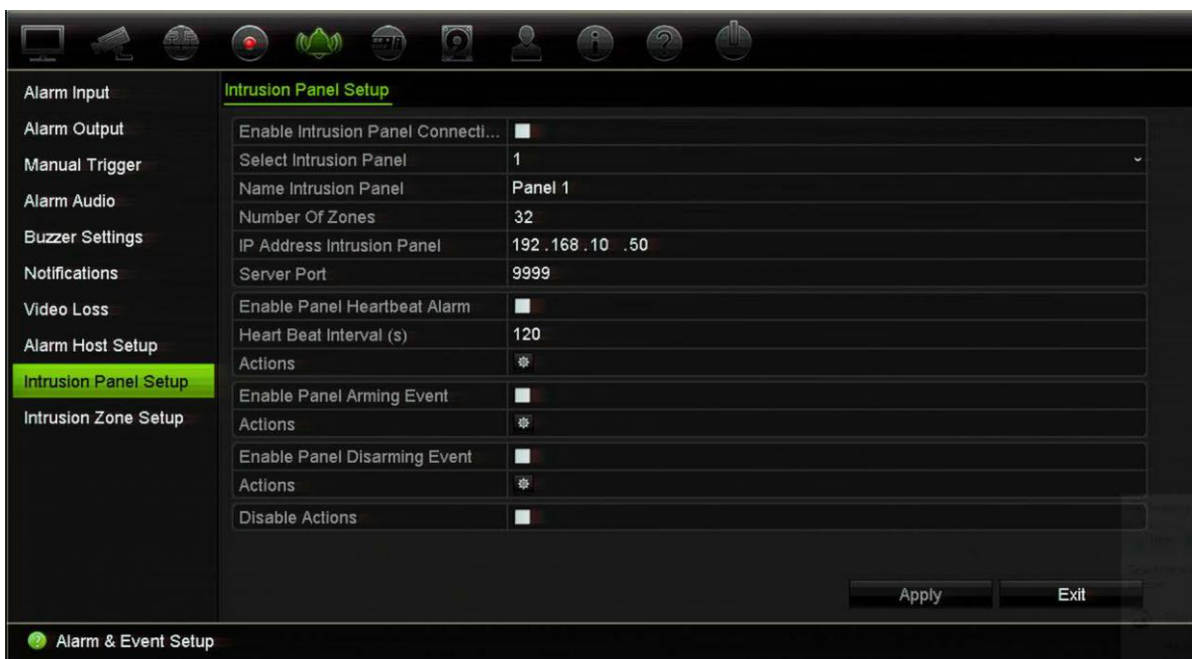 Alarm Input
Alarm Output
Manual Trigger
Alarm Audio
Buzzer Settings
Notifications
Video Loss
Alarm Host Setup
Intrusion Panel Setup
Intrusion Zone Setup
Intrusion Panel Setup
Enable Intrusion Panel Connecti...
Select Intrusion Panel 1
Name Intrusion Panel Panel 1
Number Of Zones 32
IP Address Intrusion Panel 192 . 168 . 10 . 50
Server Port 9999
Enable Panel Heartbeat Alarm
Heart Beat Interval (s) 120
Actions
Enable Panel Arming Event
Actions
Enable Panel Disarming Event
Actions
Disable Actions
Apply Exit
Alarm & Event Setup